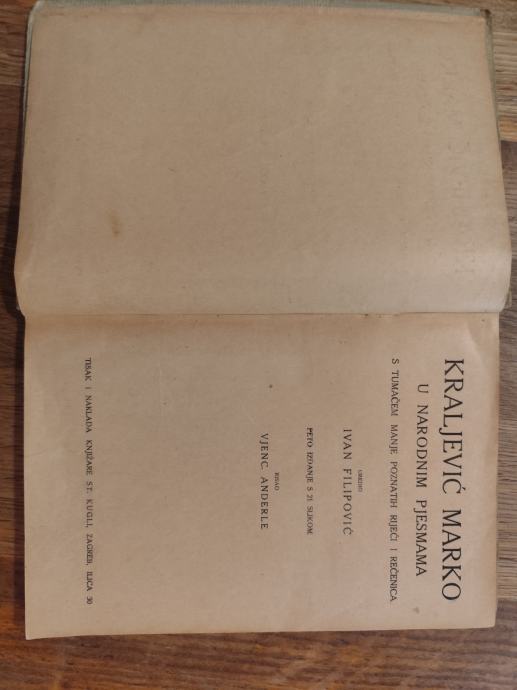 KRALJEVIĆ MARKO
U NARODNIM PJESMAMA
S TUMAČEM MANJE POZNATIH RIJEČI I REČENICA
UREDIO
IVAN FILIPOVIĆ
PETO IZDANJE S 21 SLIKOM
RISAO
VJENC. ANDERLE
TISAK I NAKLADA KNJIŽARE ST. KUGLI, ZAGREB, ILICA 30